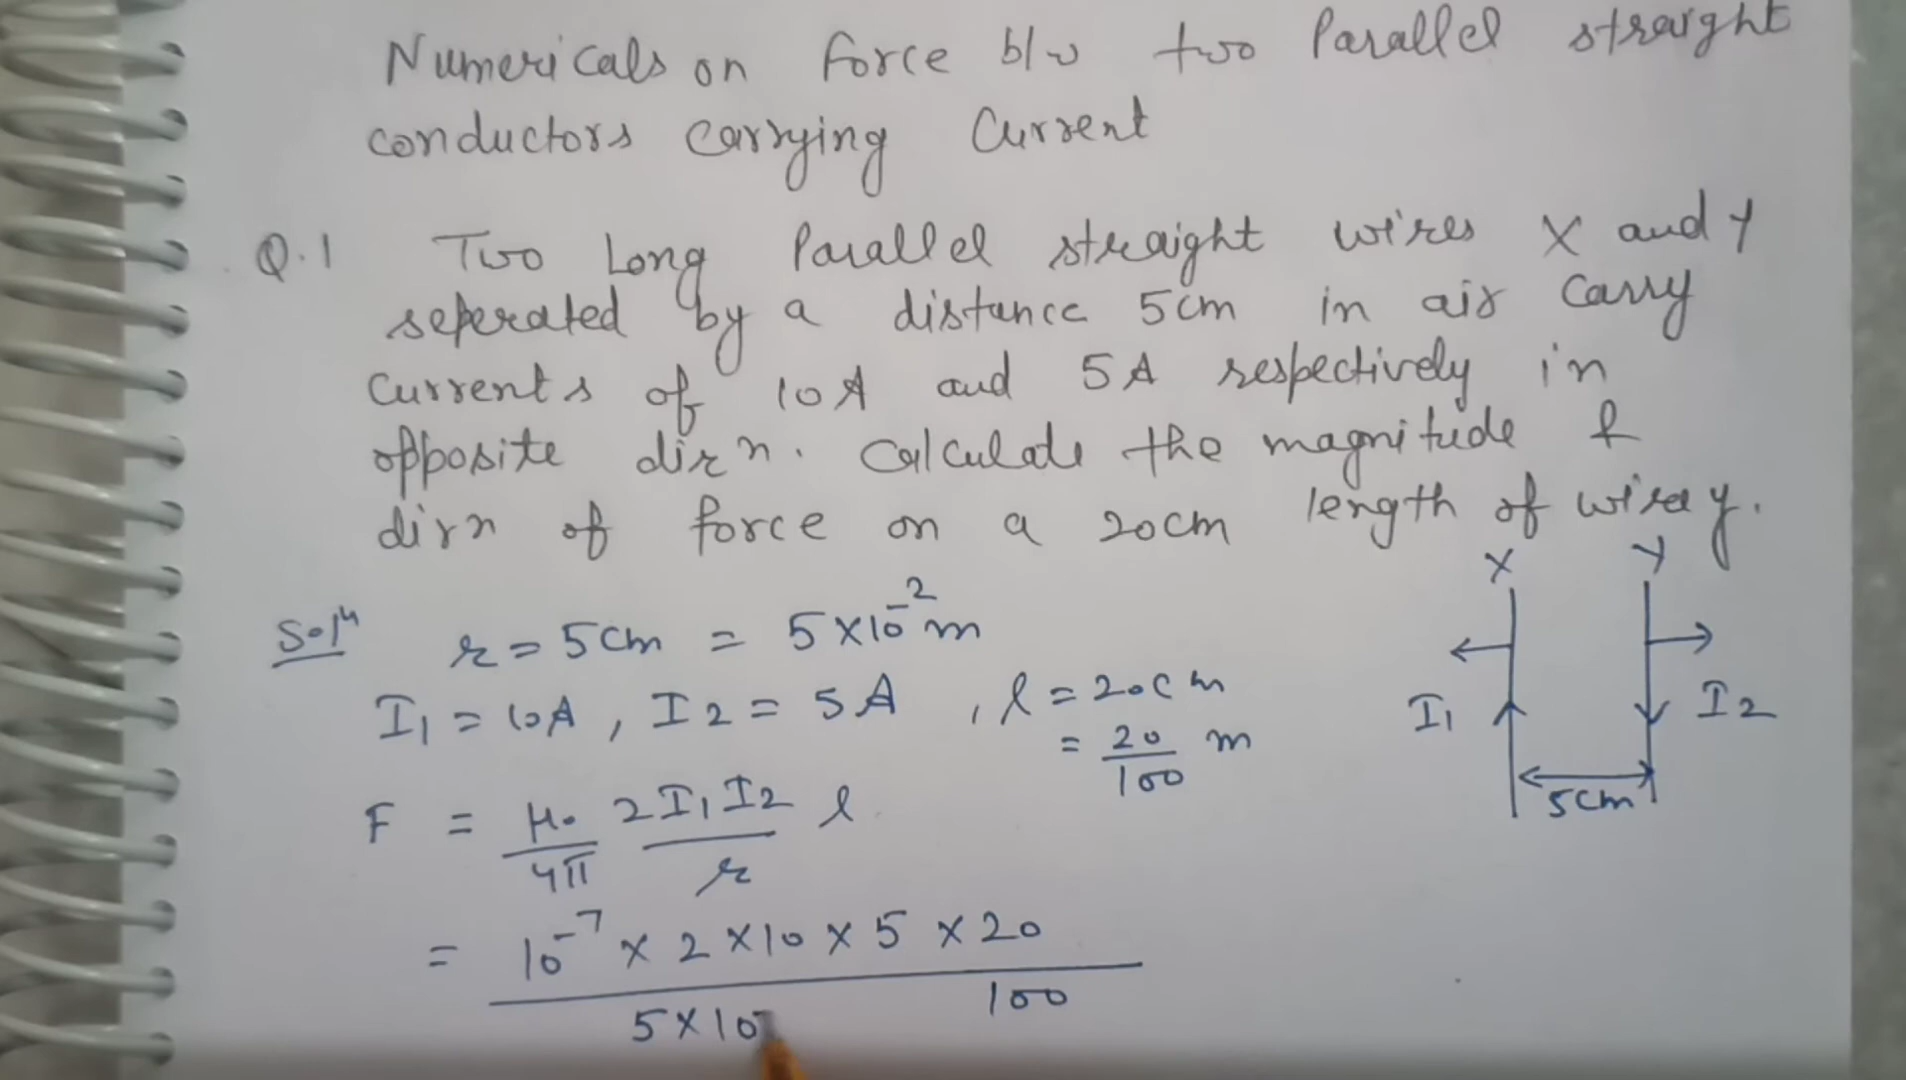 Numericals on force b/w two Parallel straight
conductors carrying Current
Q.1 Two Long Parallel straight wires X and Y
seperated by a distance 5cm in air carry
Currents of 10A and 5A respectively in
opposite dirn. Calculate the magnitude &
dirn of force on a 20cm length of wire y.
X Y
Soln r = 5cm = 5×10⁻² m
I₁ = 10A, I₂ = 5A, l = 20cm
= 20/100 m
I₁ I₂
5cm
F = μ₀/4π 2I₁I₂/r l
= 10⁻⁷ × 2 × 10 × 5 × 20
5×10 100